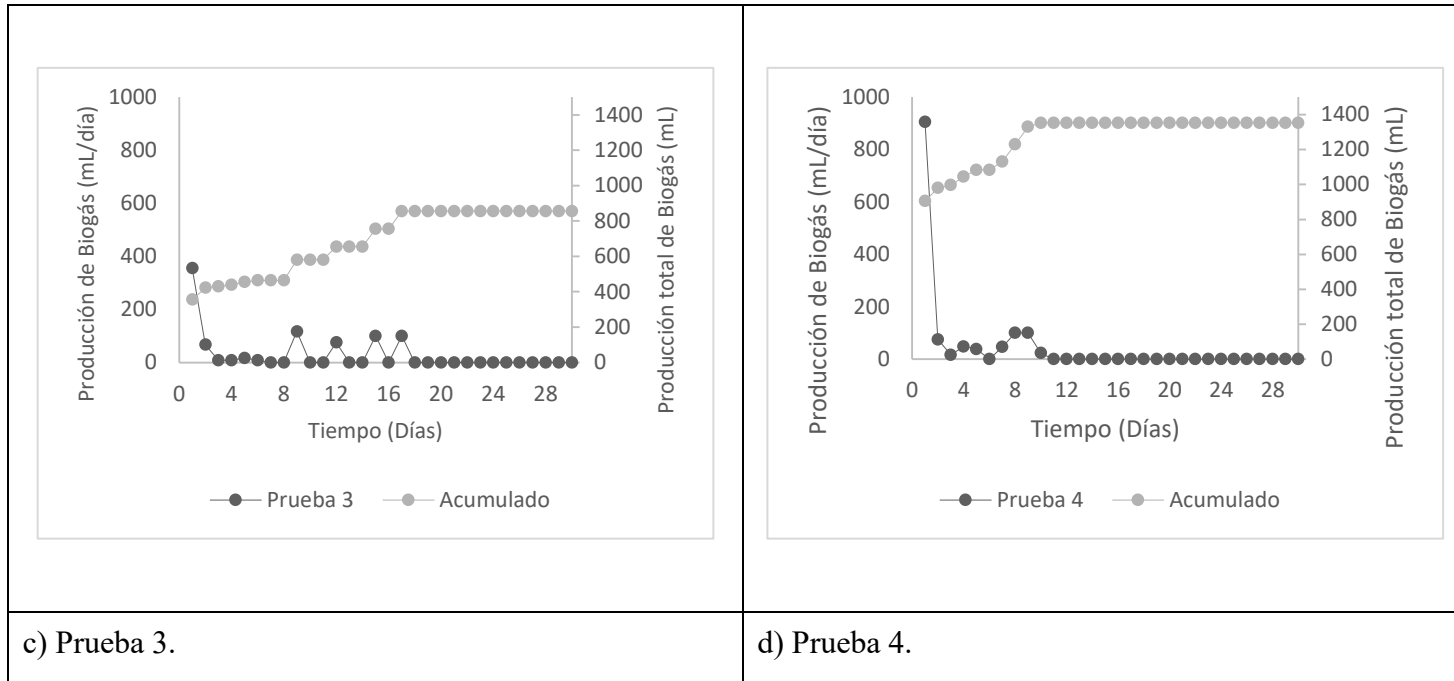 Producción de Biogás (mL/día)
1000
800
600
400
200
0
1400
1200
1000
800
600
400
200
0
Producción total de Biogás (mL)
0 4 8 12 16 20 24 28
Tiempo (Días)
Prueba 3 Acumulado
Producción de Biogás (mL/día)
1000
800
600
400
200
0
1400
1200
1000
800
600
400
200
0
Producción total de Biogás (mL)
0 4 8 12 16 20 24 28
Tiempo (Días)
Prueba 4 Acumulado
c) Prueba 3.
d) Prueba 4.